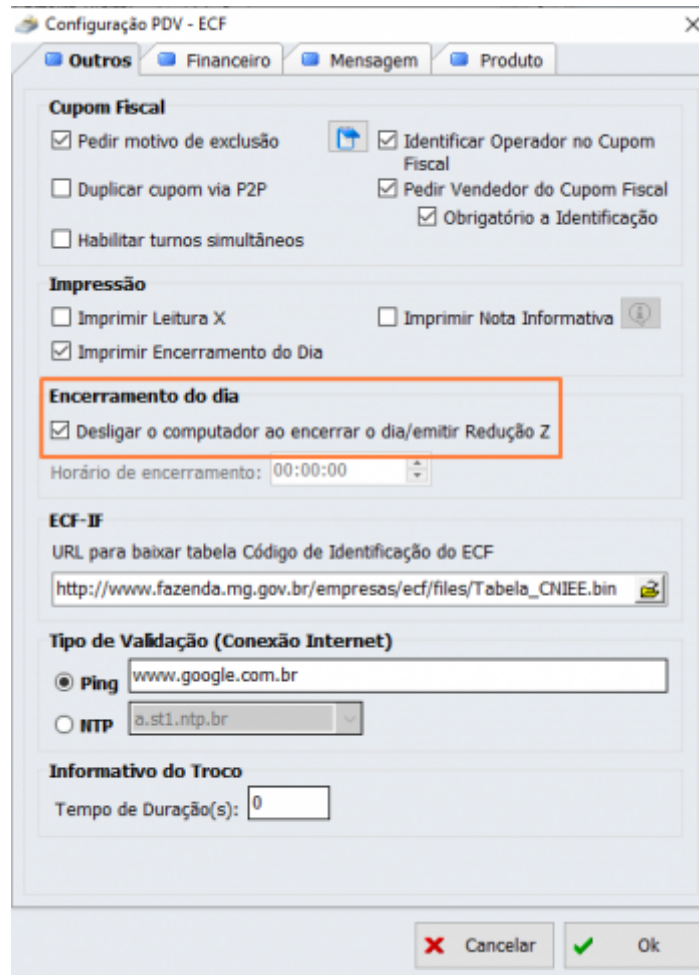 Configuração PDV - ECF
Outros Financeiro Mensagem Produto
Cupom Fiscal
Pedir motivo de exclusão
Identificar Operador no Cupom
Fiscal
Duplicar cupom via P2P
Pedir Vendedor do Cupom Fiscal
Obrigatório a Identificação
Habilitar turnos simultâneos
Impressão
Imprimir Leitura X
Imprimir Nota Informativa
Imprimir Encerramento do Dia
Encerramento do dia
Desligar o computador ao encerrar o dia/emitir Redução Z
Horário de encerramento: 00:00:00
ECF-IF
URL para baixar tabela Código de Identificação do ECF
http://www.fazenda.mg.gov.br/empresas/ecf/files/Tabela_CNIEE.bin
Tipo de Validação (Conexão Internet)
Ping www.google.com.br
NTP a.st1.ntp.br
Informativo do Troco
Tempo de Duração(s): 0
Cancelar Ok